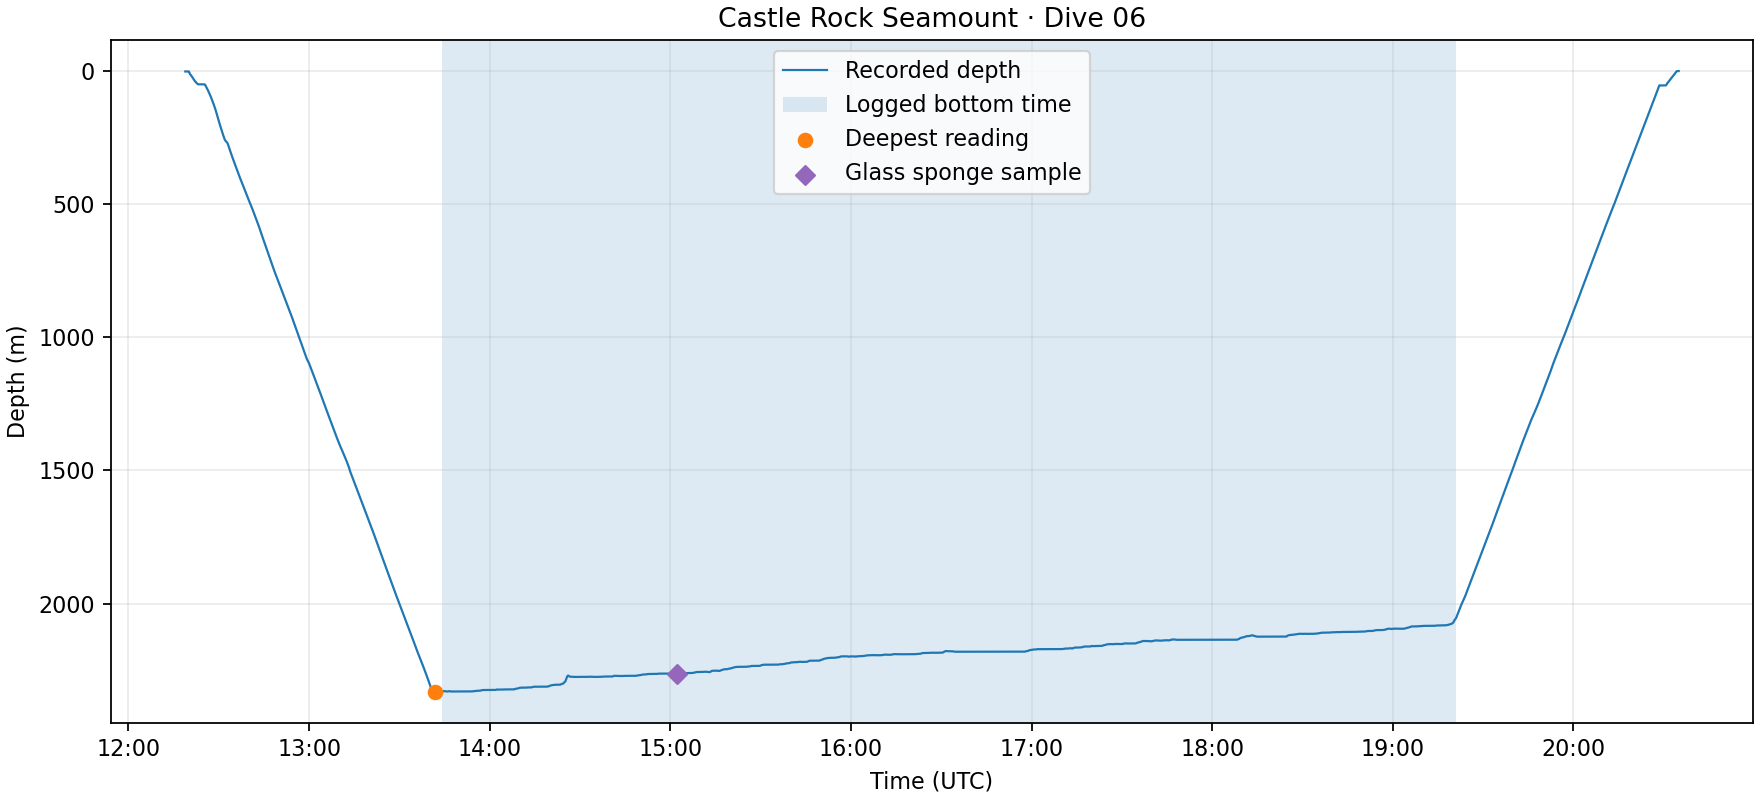 Castle Rock Seamount · Dive 06
Recorded depth
Logged bottom time
Deepest reading
Glass sponge sample
Depth (m)
0
500
1000
1500
2000
12:00 13:00 14:00 15:00 16:00 17:00 18:00 19:00 20:00
Time (UTC)